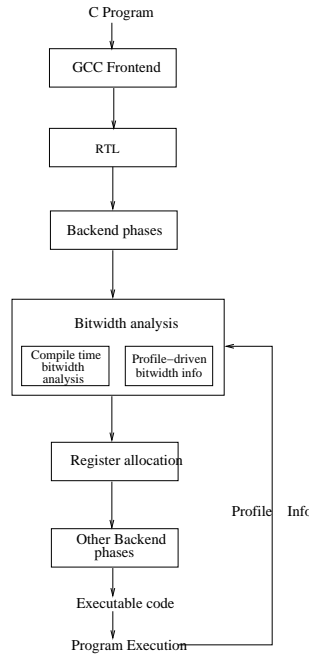 C Program
GCC Frontend
RTL
Backend phases
Bitwidth analysis
Compile time
bitwidth
analysis
Profile-driven
bitwidth info
Register allocation
Profile Info
Other Backend
phases
Executable code
Program Execution